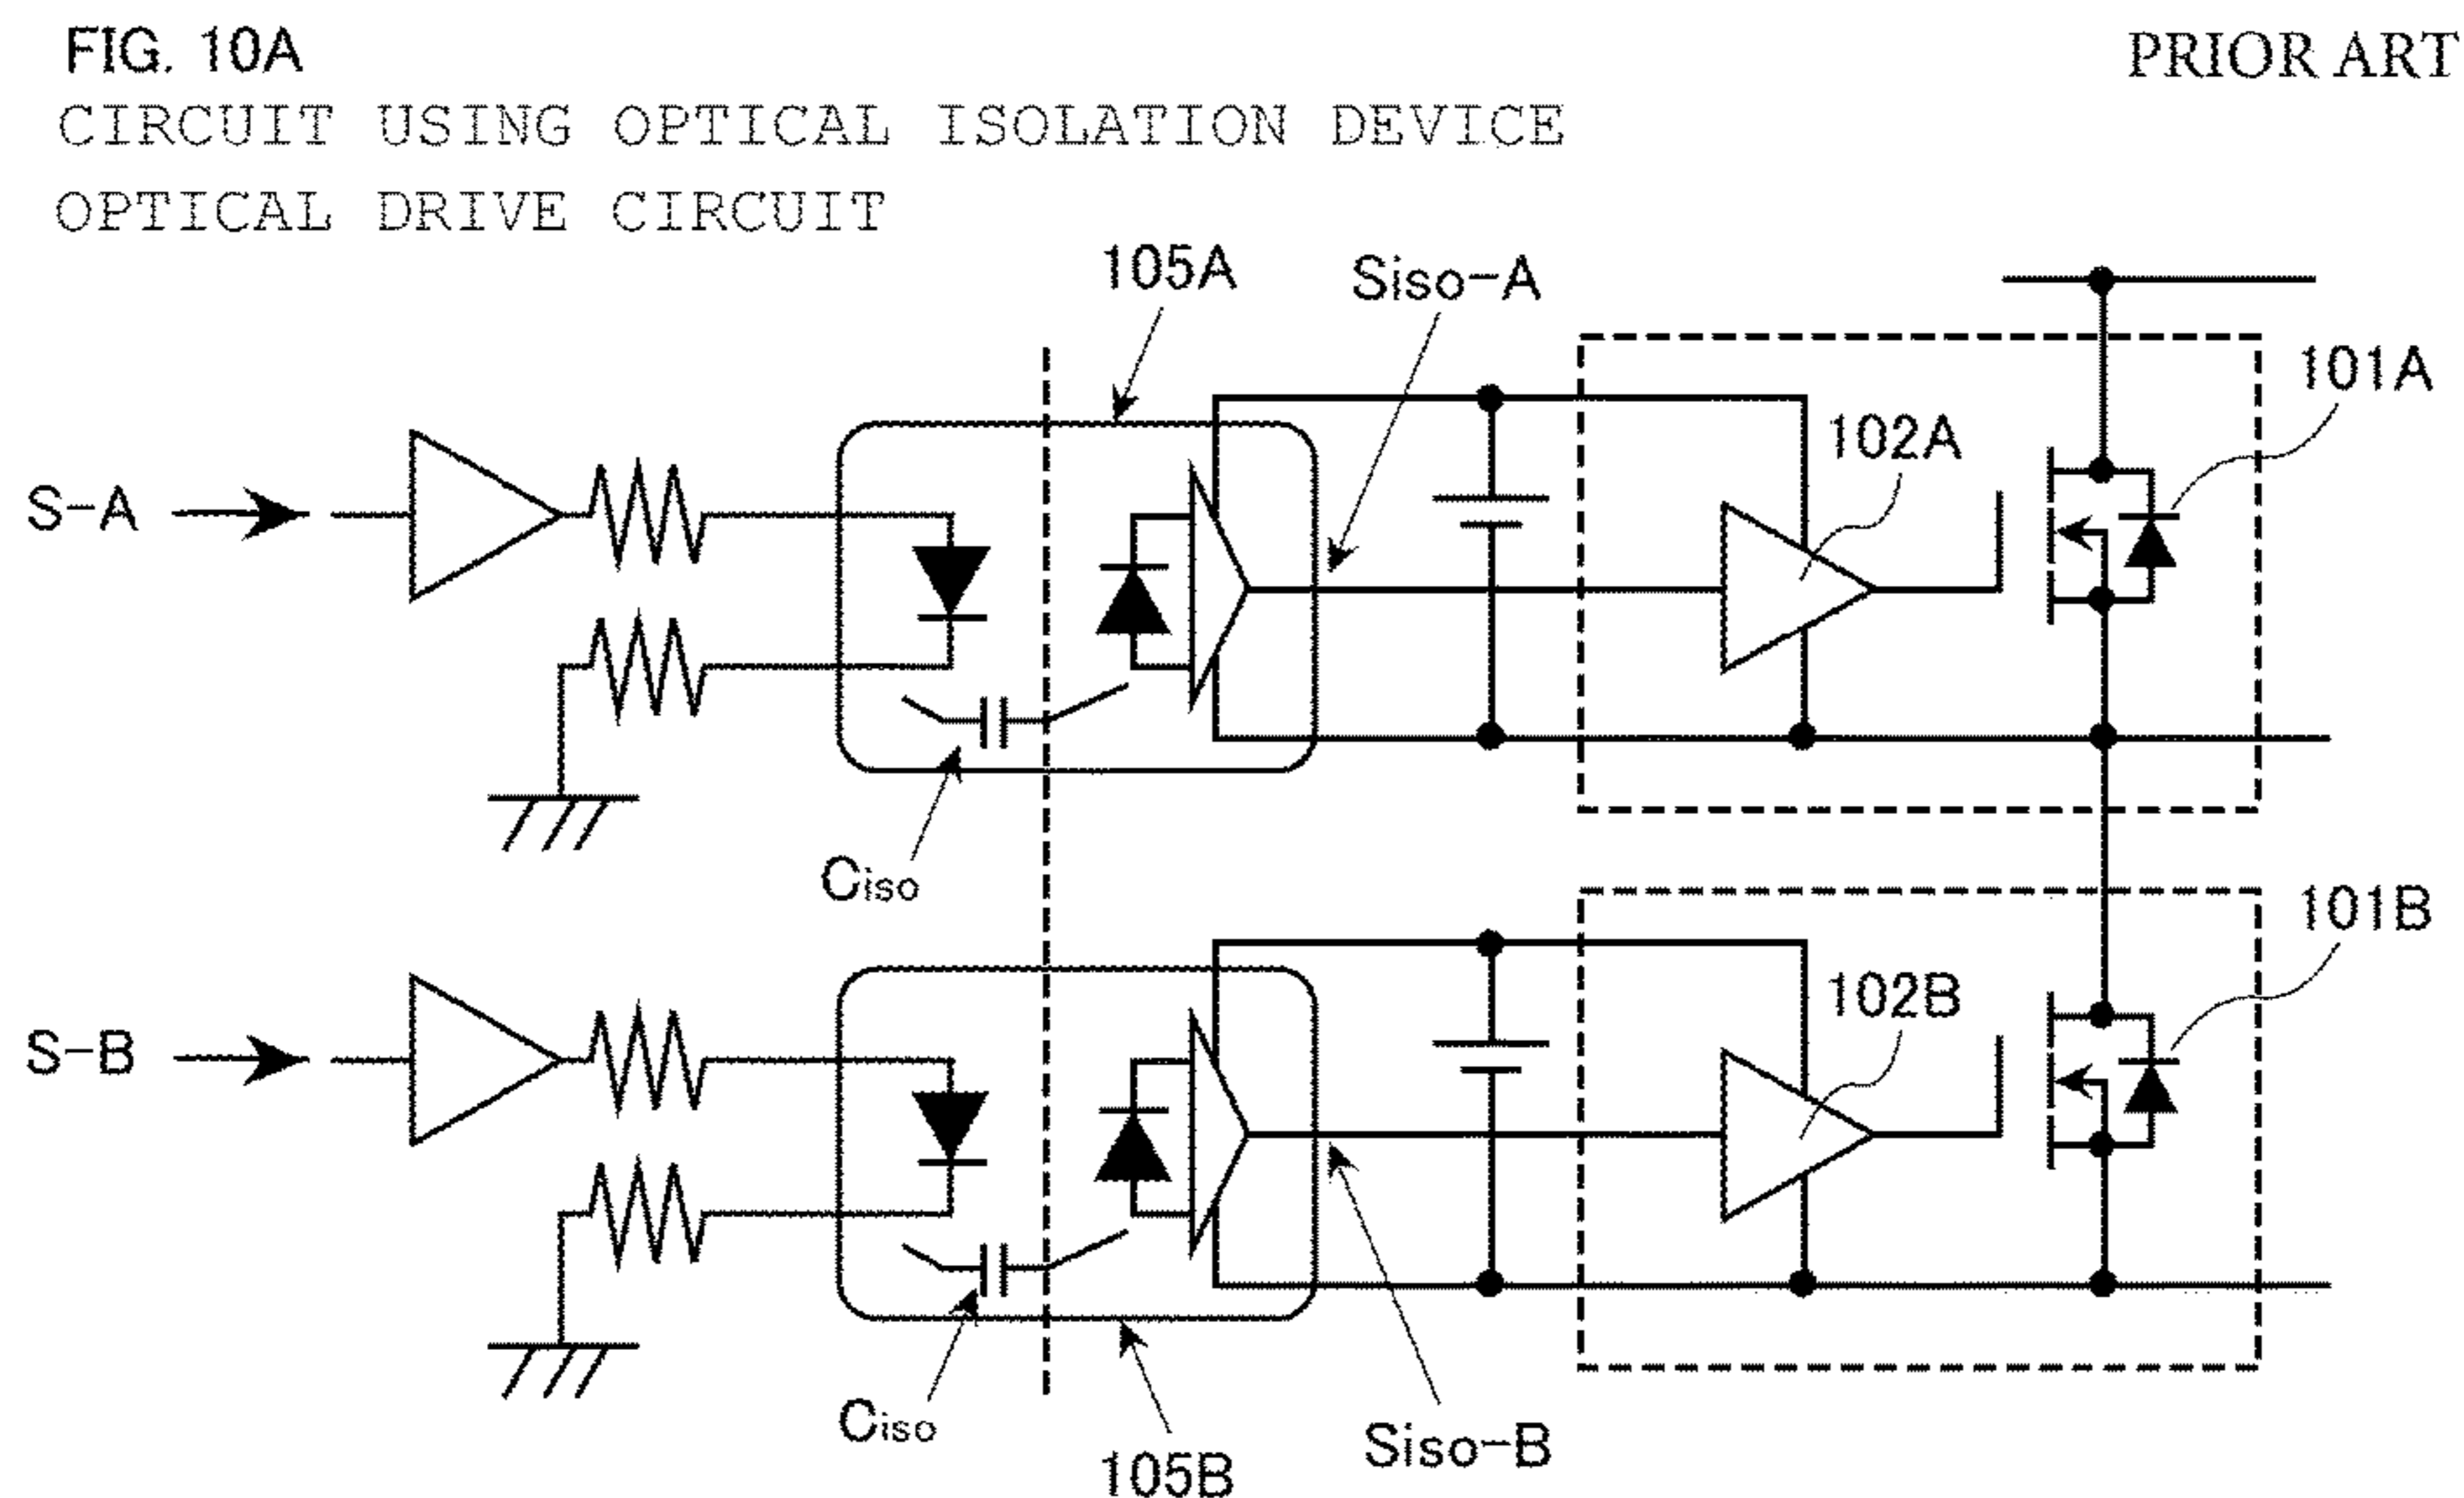 FIG. 10A
PRIOR ART
CIRCUIT USING OPTICAL ISOLATION DEVICE
OPTICAL DRIVE CIRCUIT
105A
Siso-A
101A
102A
S-A
Ciso
101B
102B
S-B
Ciso
Siso-B
105B